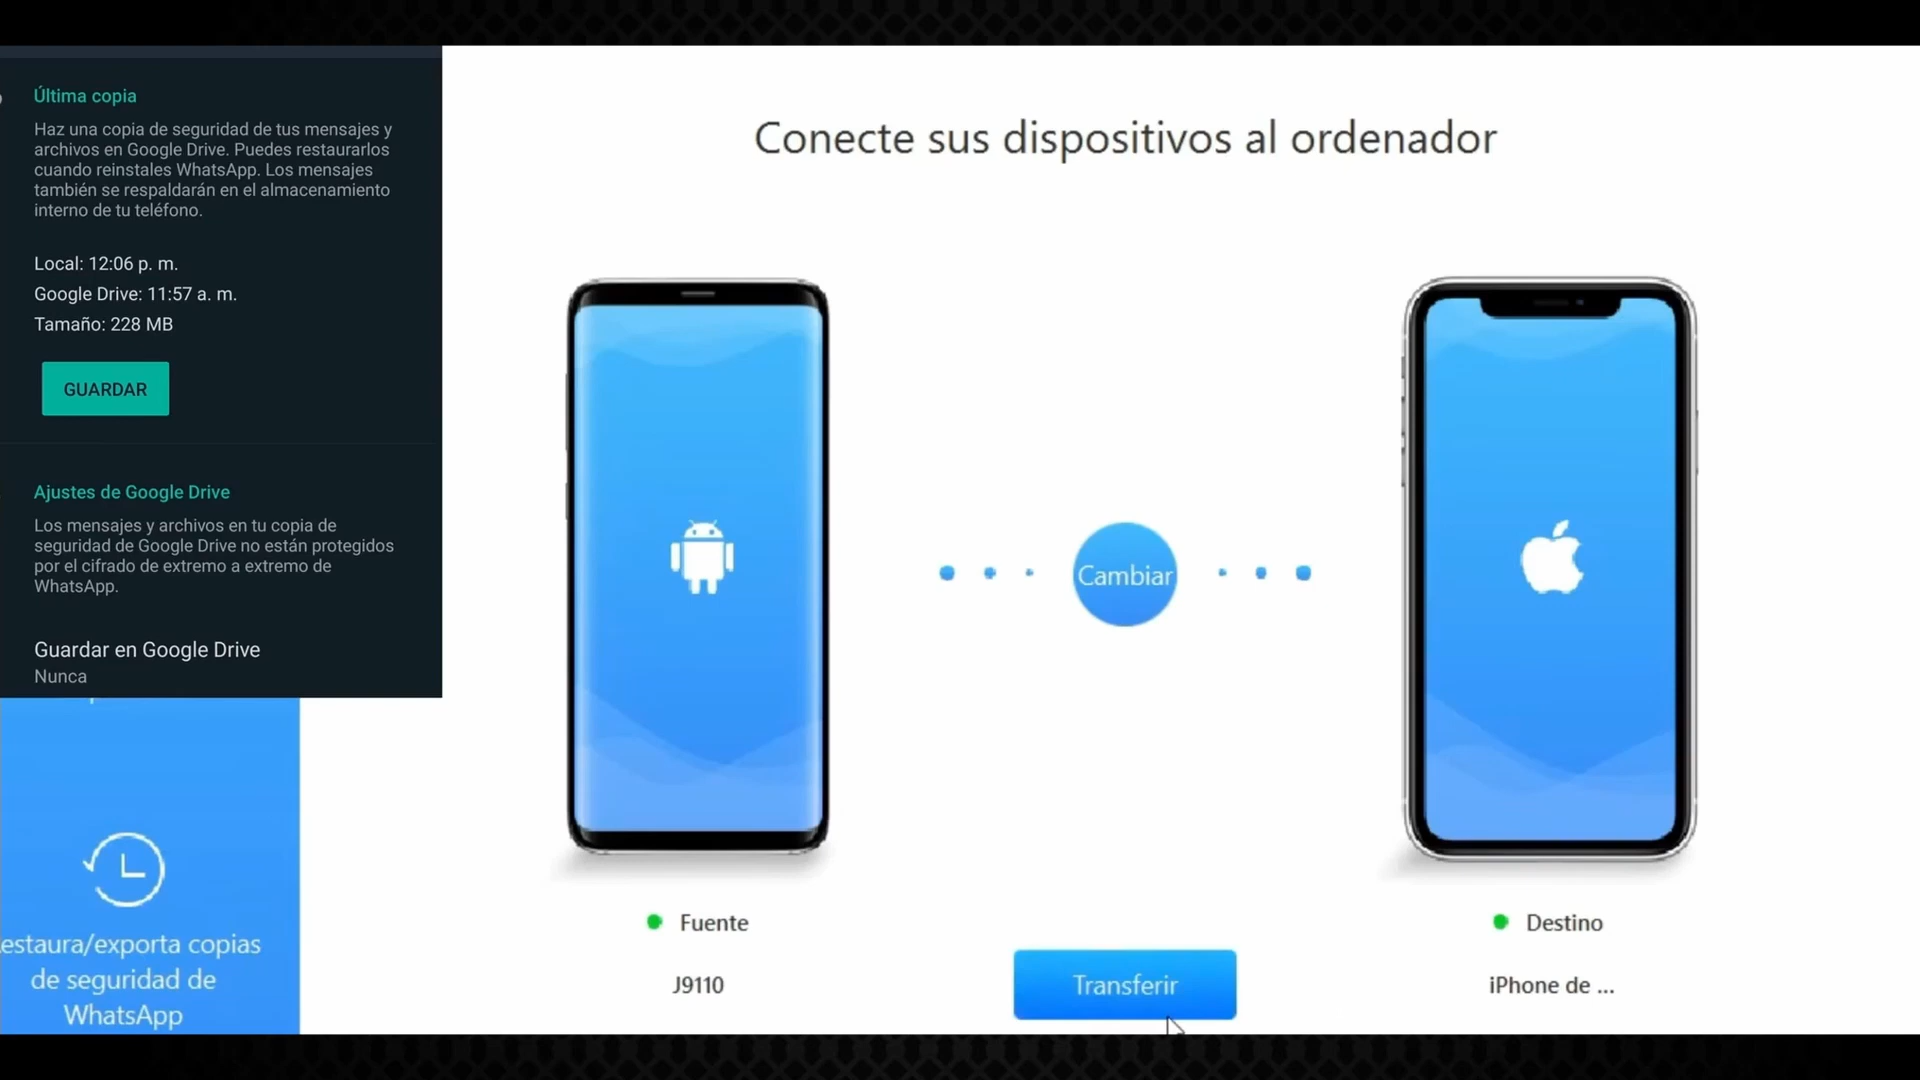 Última copia
Haz una copia de seguridad de tus mensajes y
archivos en Google Drive. Puedes restaurarlos
cuando reinstales WhatsApp. Los mensajes
también se respaldarán en el almacenamiento
interno de tu teléfono.
Local: 12:06 p. m.
Google Drive: 11:57 a. m.
Tamaño: 228 MB
GUARDAR
Ajustes de Google Drive
Los mensajes y archivos en tu copia de
seguridad de Google Drive no están protegidos
por el cifrado de extremo a extremo de
WhatsApp.
Guardar en Google Drive
Nunca
estaura/exporta copias
de seguridad de
WhatsApp
Conecte sus dispositivos al ordenador
Cambiar
Fuente
J9110
Transferir
Destino
iPhone de ...